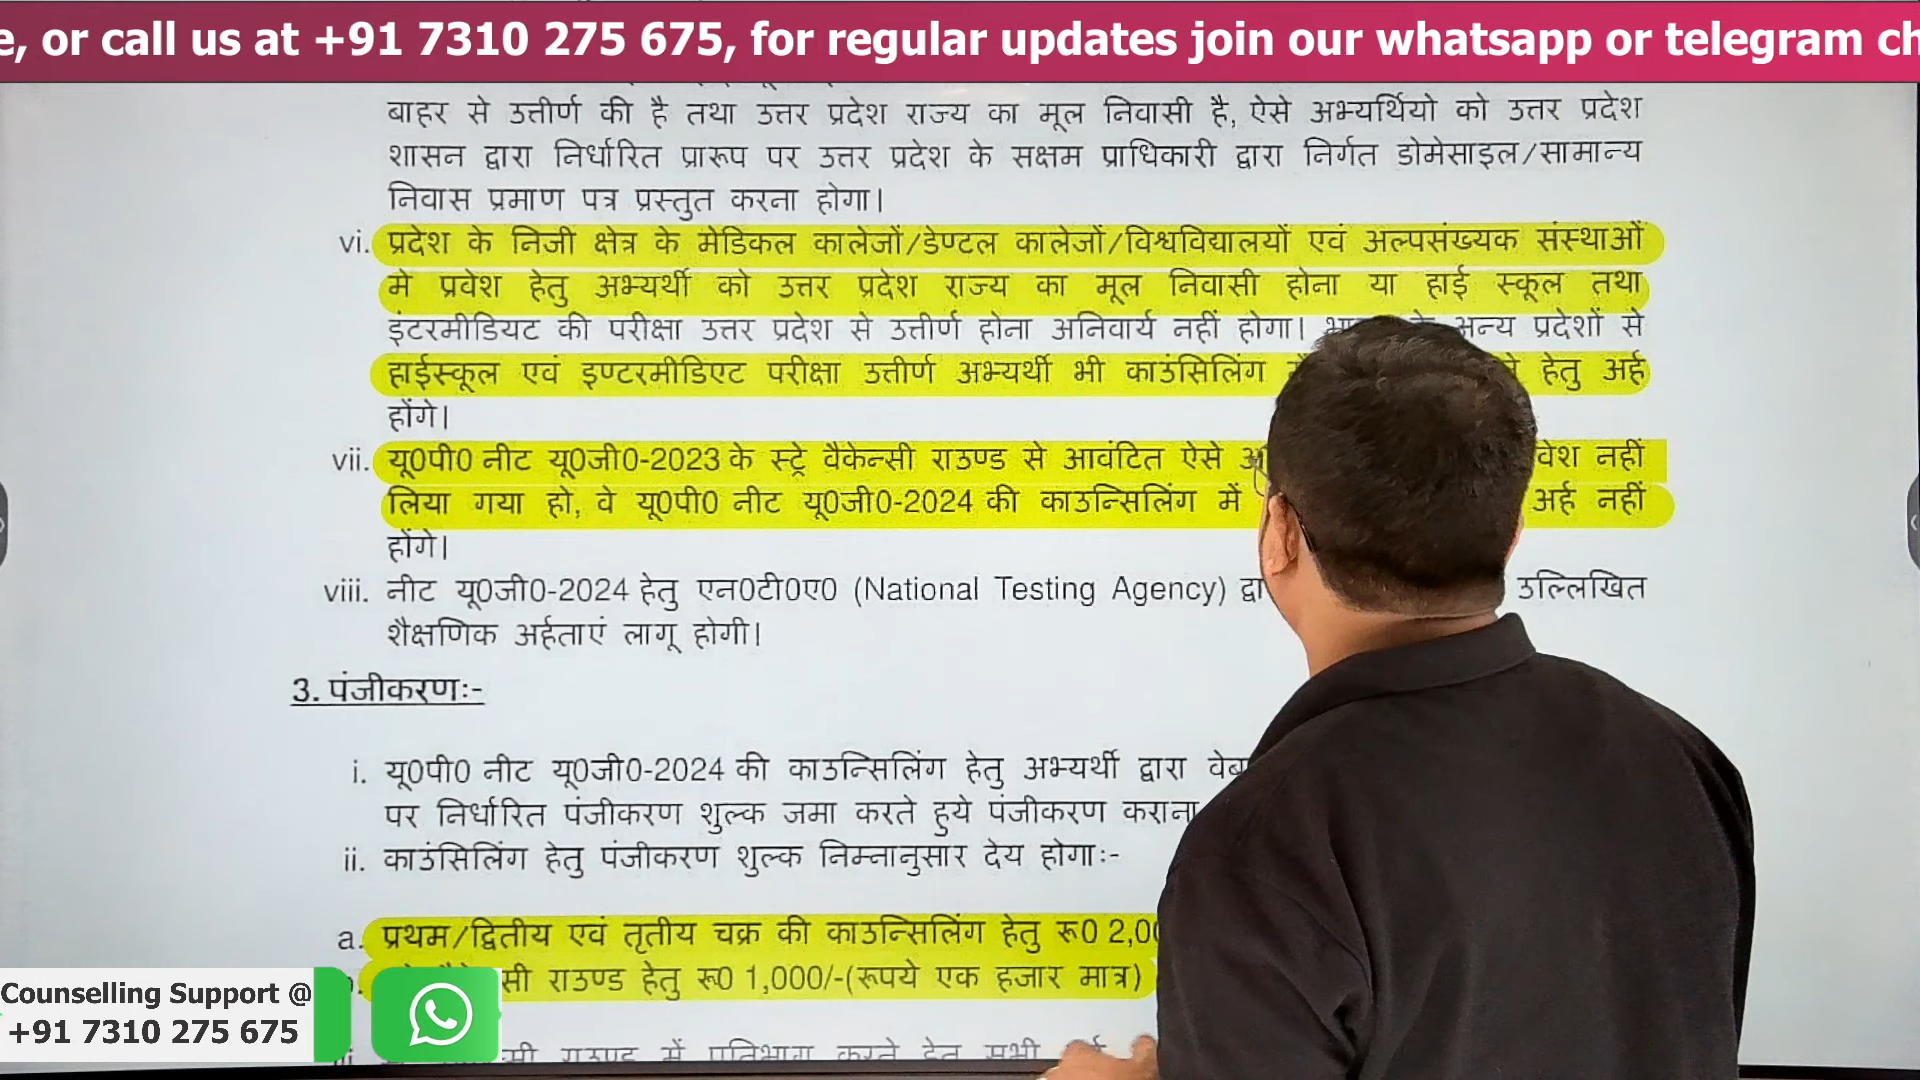 e, or call us at +91 7310 275 675, for regular updates join our whatsapp or telegram ch
बाहर से उत्तीर्ण की है तथा उत्तर प्रदेश राज्य का मूल निवासी है, ऐसे अभ्यर्थियो को उत्तर प्रदेश
शासन द्वारा निर्धारित प्रारूप पर उत्तर प्रदेश के सक्षम प्राधिकारी द्वारा निर्गत डोमेसाइल/सामान्य
निवास प्रमाण पत्र प्रस्तुत करना होगा।
vi. प्रदेश के निजी क्षेत्र के मेडिकल कालेजों/डेण्टल कालेजों/विश्वविद्यालयों एवं अल्पसंख्यक संस्थाओं
मे प्रवेश हेतु अभ्यर्थी को उत्तर प्रदेश राज्य का मूल निवासी होना या हाई स्कूल तथा
इंटरमीडियट की परीक्षा उत्तर प्रदेश से उत्तीर्ण होना अनिवार्य नहीं होगा। अन्य प्रदेशों से
हाईस्कूल एवं इण्टरमीडिएट परीक्षा उत्तीर्ण अभ्यर्थी भी काउंसिलिंग हेतु अर्ह
होंगे।
vii. यू0पी0 नीट यू0जी0-2023 के स्ट्रे वैकेन्सी राउण्ड से आवंटित ऐसे वेश नहीं
लिया गया हो, वे यू0पी0 नीट यू0जी0-2024 की काउन्सिलिंग में अर्ह नहीं
होंगे।
viii. नीट यू0जी0-2024 हेतु एन0टी0ए0 (National Testing Agency) द्वा उल्लिखित
शैक्षणिक अर्हताएं लागू होगी।
3. पंजीकरणः-
i. यू0पी0 नीट यू0जी0-2024 की काउन्सिलिंग हेतु अभ्यर्थी द्वारा वेब
पर निर्धारित पंजीकरण शुल्क जमा करते हुये पंजीकरण कराना
ii. काउंसिलिंग हेतु पंजीकरण शुल्क निम्नानुसार देय होगाः-
a. प्रथम/द्वितीय एवं तृतीय चक्र की काउन्सिलिंग हेतु रू0 2,0
सी राउण्ड हेतु रू0 1,000/-(रूपये एक हजार मात्र)
सी राउण्ड में प्रतिभाग करने हेतु सभी
Counselling Support @
+91 7310 275 675